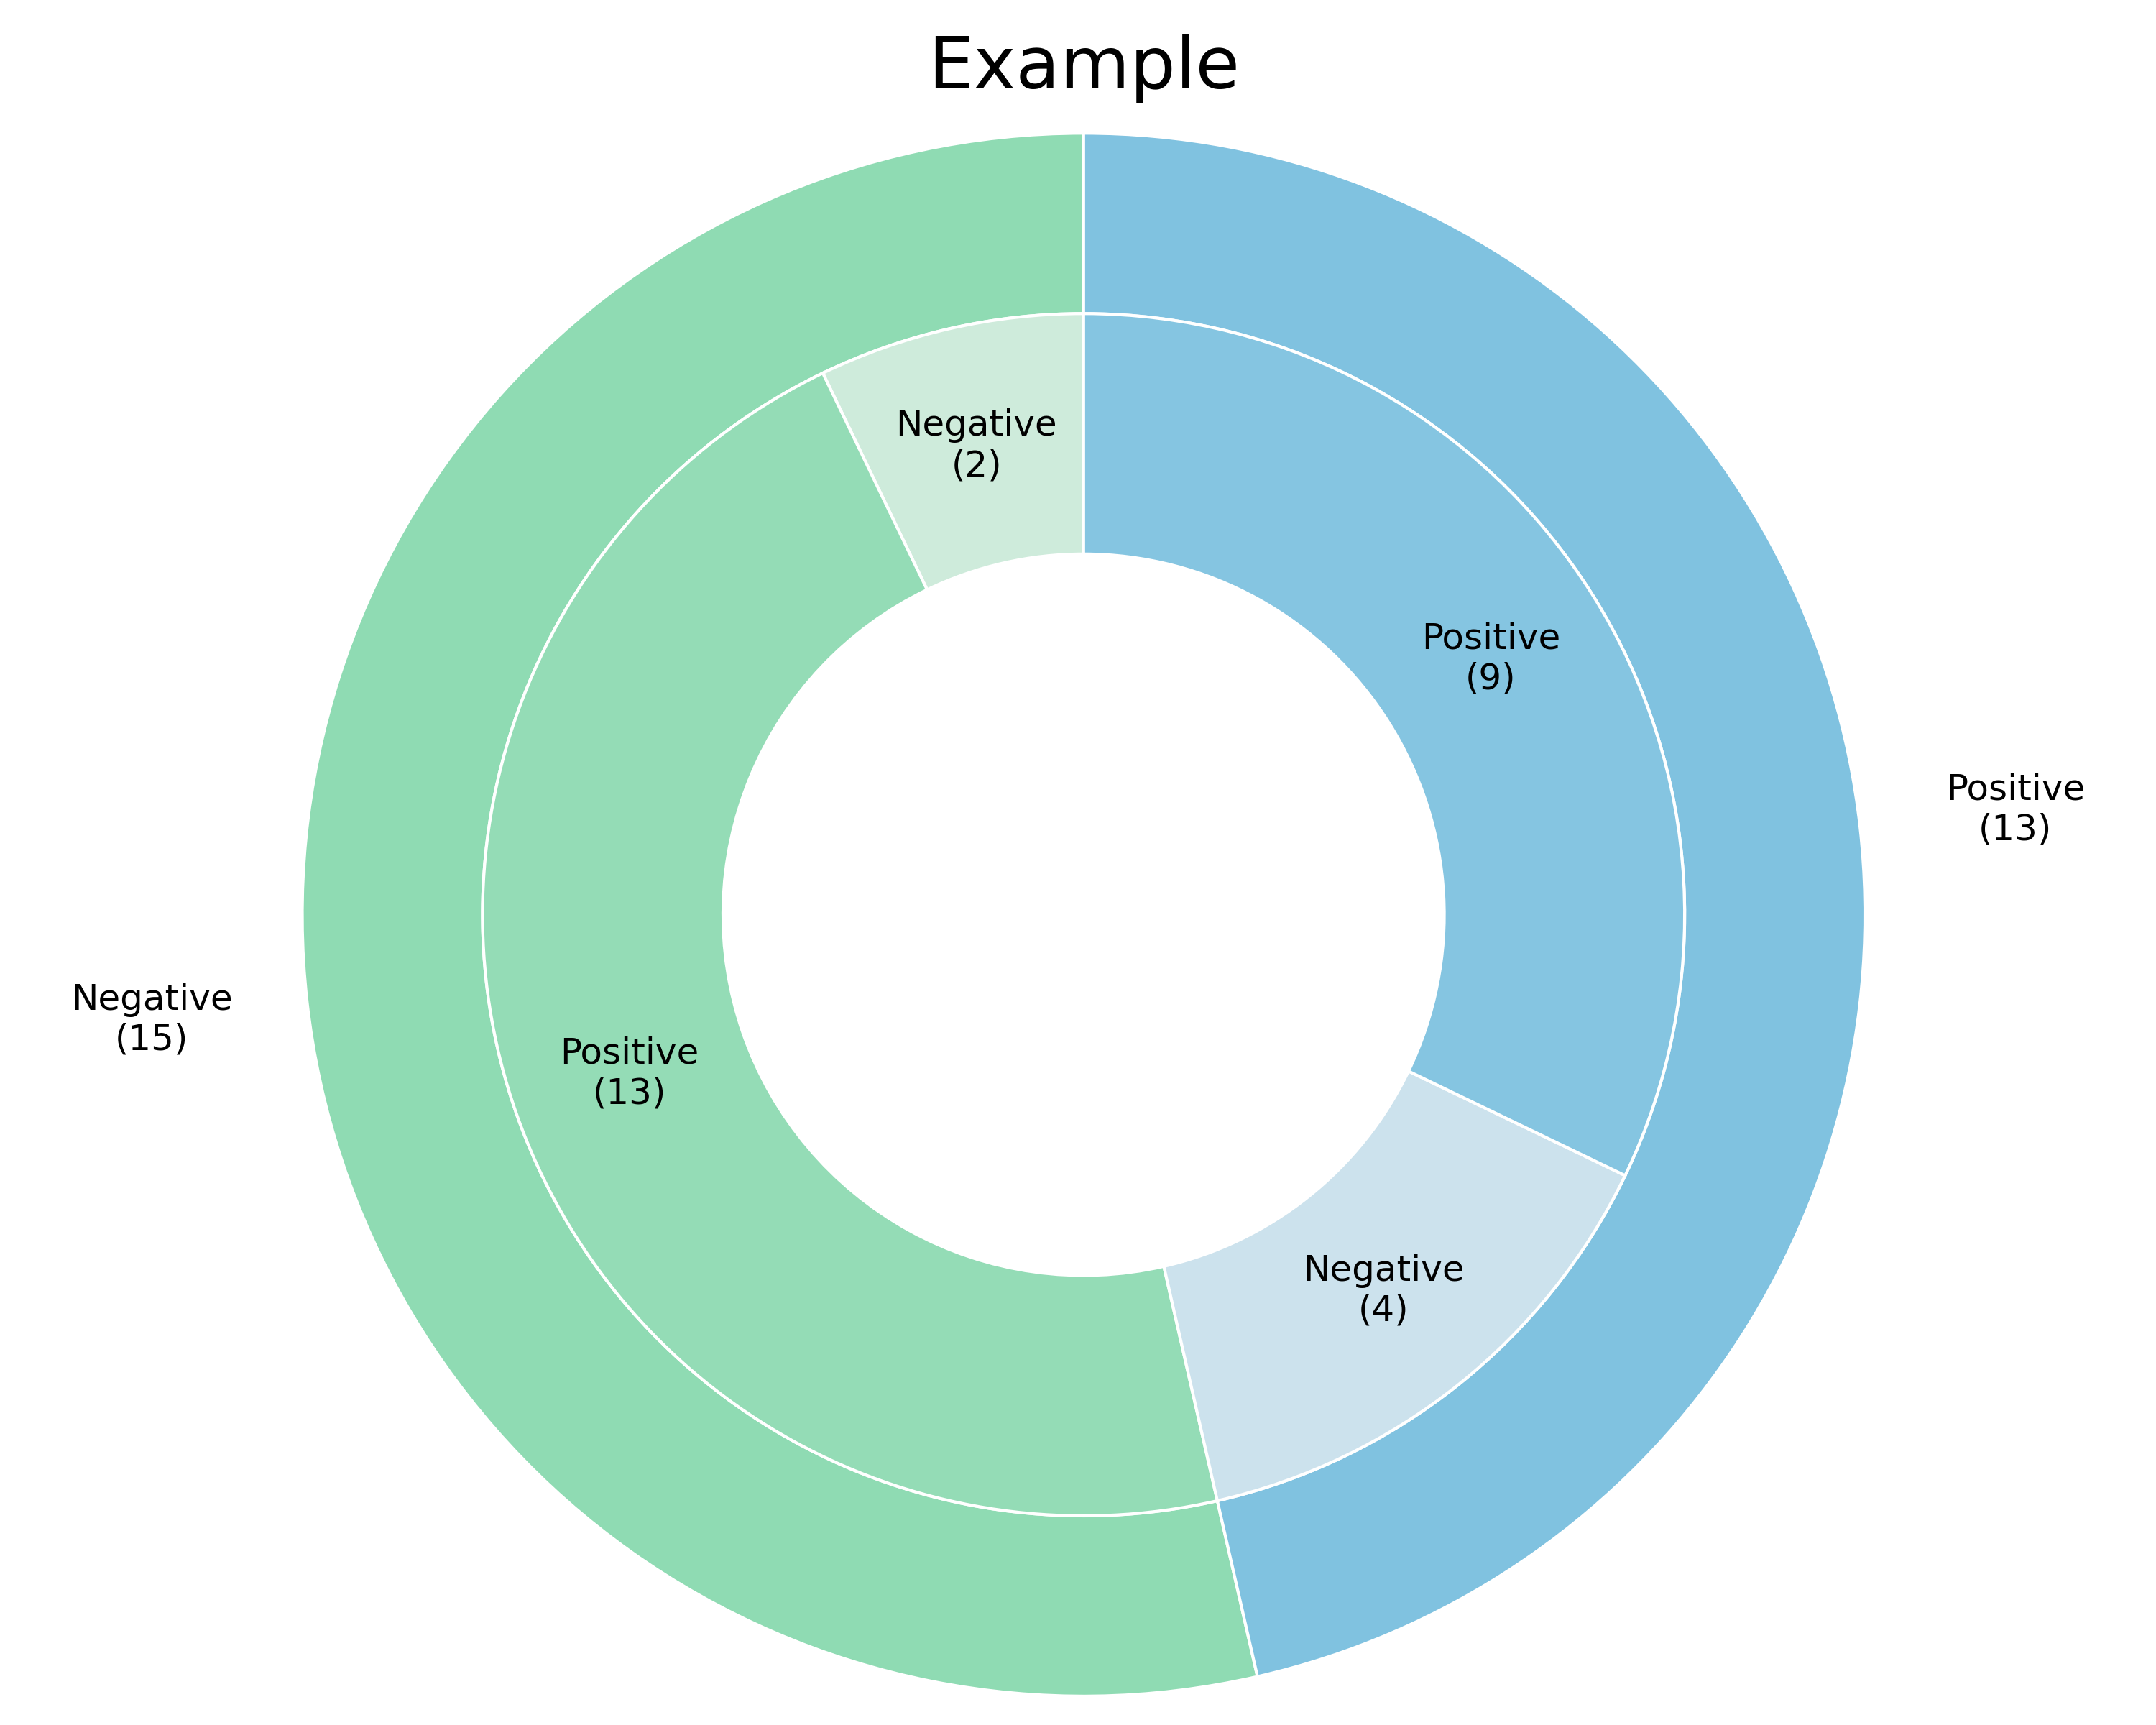 Example
Negative
(2)
Positive
(9)
Positive
(13)
Negative
(15)
Positive
(13)
Negative
(4)